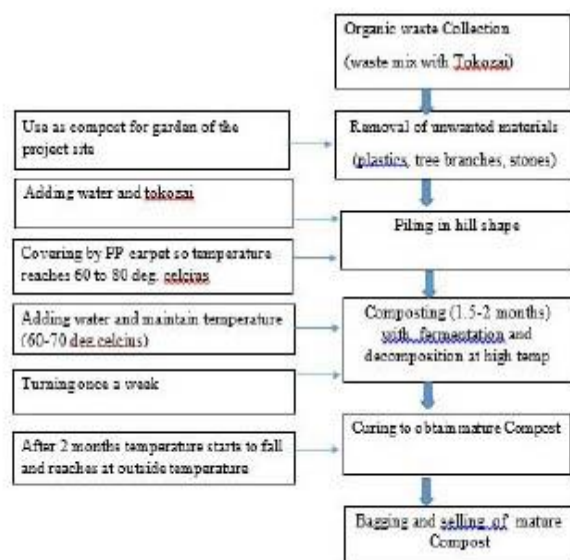 Organic waste Collection
(waste mix with Tokozai)
Use as compost for garden of the
project site
Removal of unwanted materials
(plastics, tree branches, stones)
Adding water and tokozai
Piling in hill shape
Covering by PP carpet so temperature
reaches 60 to 80 deg. celcius
Adding water and maintain temperature
(60-70 deg.celcius)
Composting (1.5-2 months)
with fermentation and
decomposition at high temp
Turning once a week
Curing to obtain mature Compost
After 2 months temperature starts to fall
and reaches at outside temperature
Bagging and selling of mature
Compost